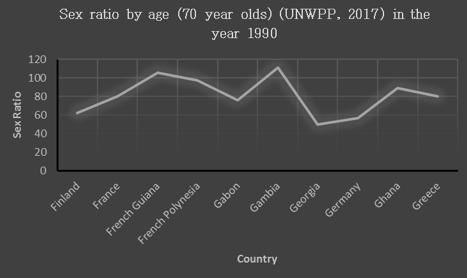 Sex ratio by age (70 year olds) (UNWPP, 2017) in the
year 1990
120
100
80
60
40
20
0
Sex Ratio
Finland
France
French Guiana
French Polynesia
Gabon
Gambia
Georgia
Germany
Ghana
Greece
Country